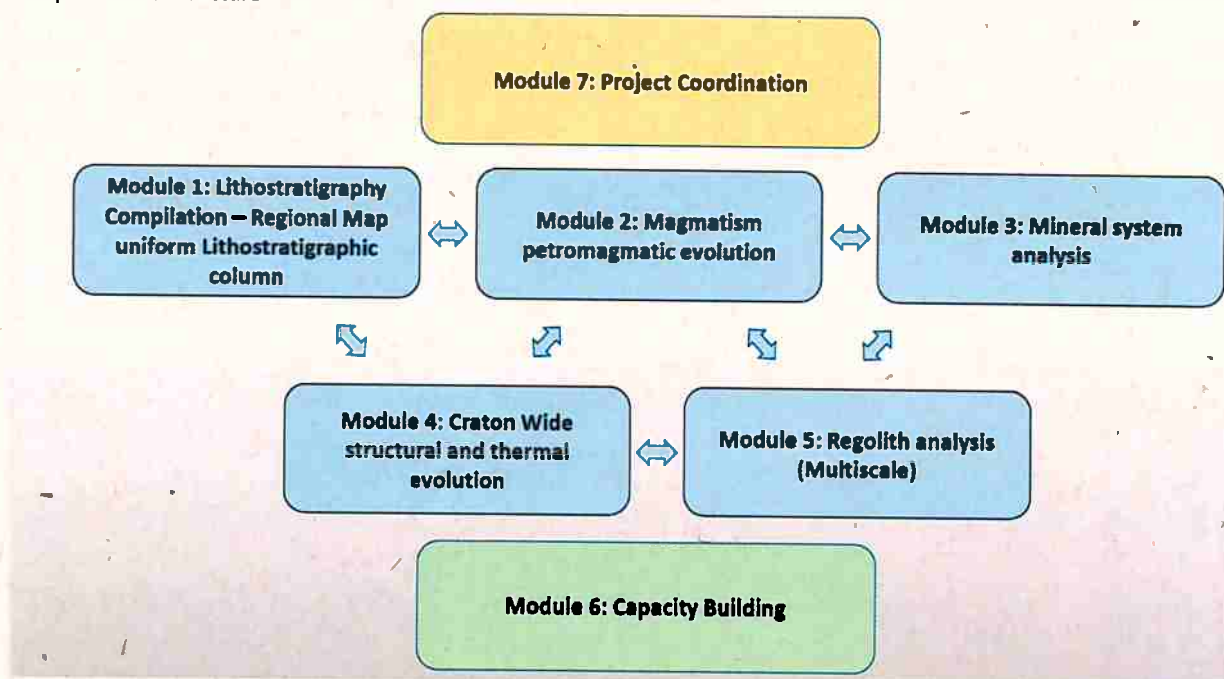 Module 7: Project Coordination
Module 1: Lithostratigraphy
Compilation – Regional Map
uniform Lithostratigraphic
column
Module 2: Magmatism
petromagmatic evolution
Module 3: Mineral system
analysis
Module 4: Craton Wide
structural and thermal
evolution
Module 5: Regolith analysis
(Multiscale)
Module 6: Capacity Building